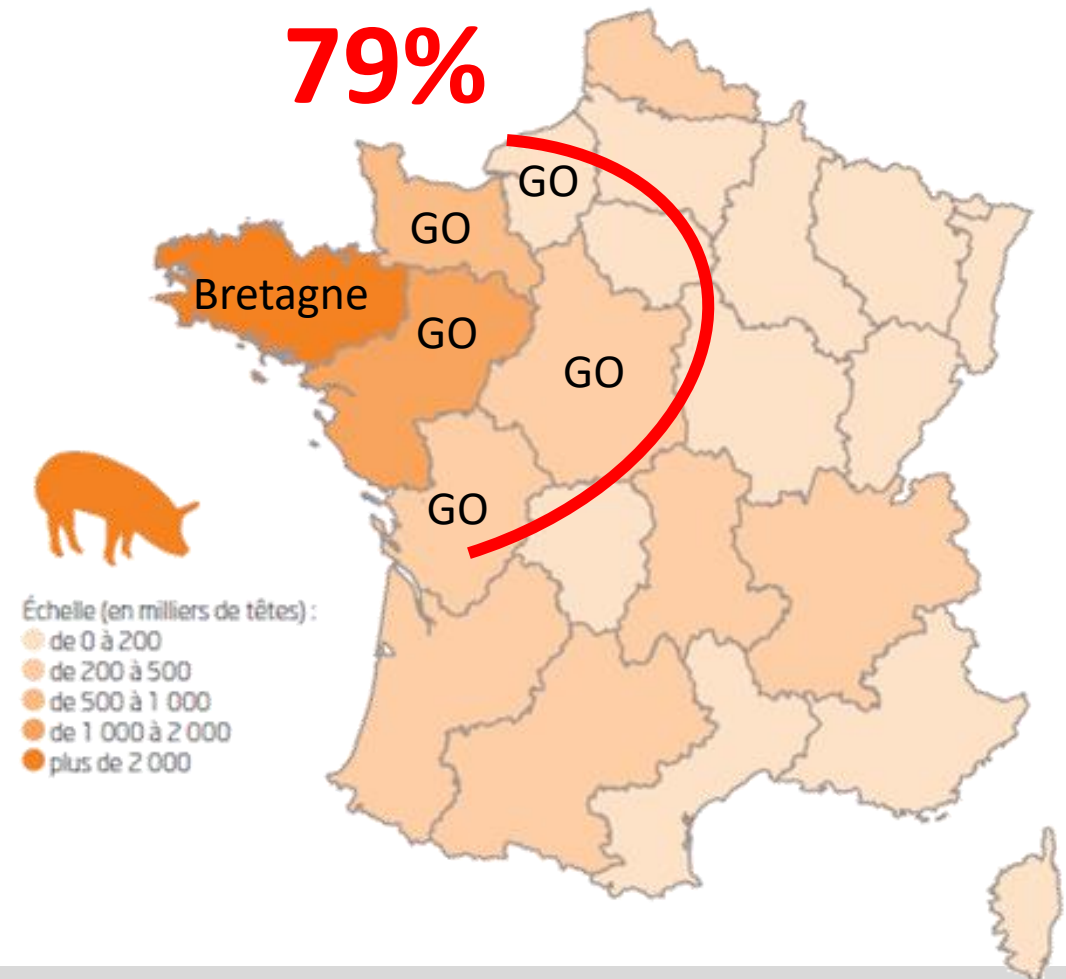 79%
GO
GO
Bretagne
GO
GO
GO
Échelle (en milliers de têtes) :
de 0 à 200
de 200 à 500
de 500 à 1 000
de 1 000 à 2 000
plus de 2 000